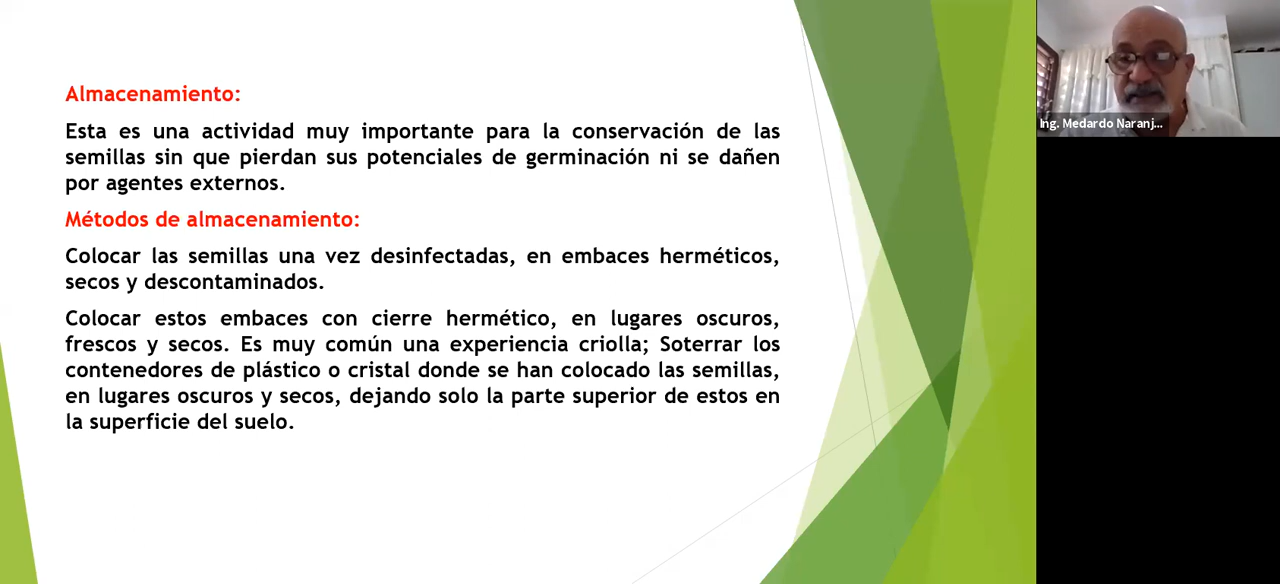 Almacenamiento:
Esta es una actividad muy importante para la conservación de las
semillas sin que pierdan sus potenciales de germinación ni se dañen
por agentes externos.
Métodos de almacenamiento:
Colocar las semillas una vez desinfectadas, en embaces herméticos,
secos y descontaminados.
Colocar estos embaces con cierre hermético, en lugares oscuros,
frescos y secos. Es muy común una experiencia criolla; Soterrar los
contenedores de plástico o cristal donde se han colocado las semillas,
en lugares oscuros y secos, dejando solo la parte superior de estos en
la superficie del suelo.
Ing. Medardo Naranj...